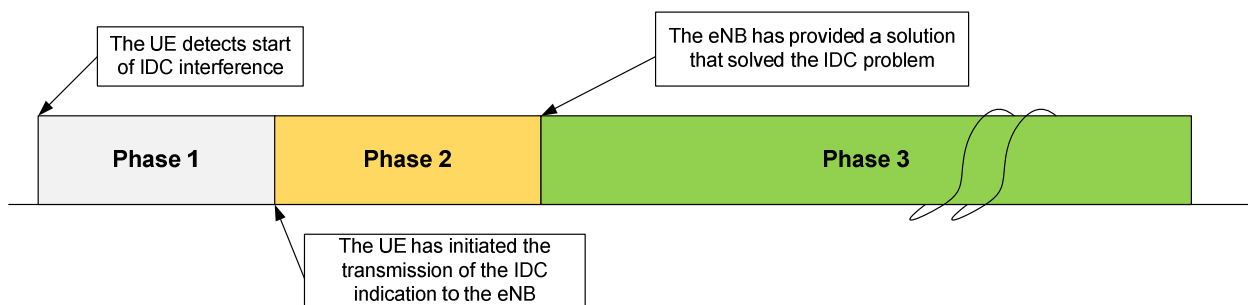 The UE detects start
of IDC interference
The eNB has provided a solution
that solved the IDC problem
Phase 1
Phase 2
Phase 3
The UE has initiated the
transmission of the IDC
indication to the eNB